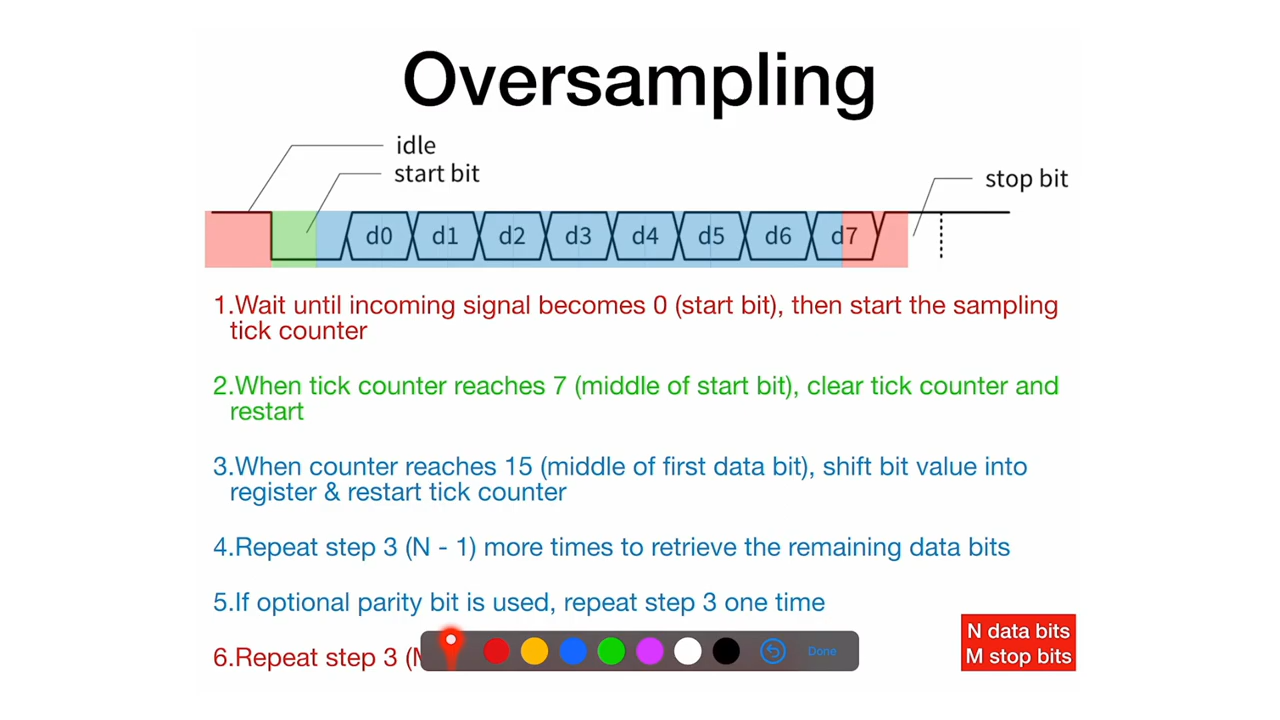 Oversampling
idle
start bit
stop bit
d0 d1 d2 d3 d4 d5 d6 d7
1.Wait until incoming signal becomes 0 (start bit), then start the sampling
tick counter
2.When tick counter reaches 7 (middle of start bit), clear tick counter and
restart
3.When counter reaches 15 (middle of first data bit), shift bit value into
register & restart tick counter
4.Repeat step 3 (N - 1) more times to retrieve the remaining data bits
5.If optional parity bit is used, repeat step 3 one time
6.Repeat step 3 (
Done
N data bits
M stop bits